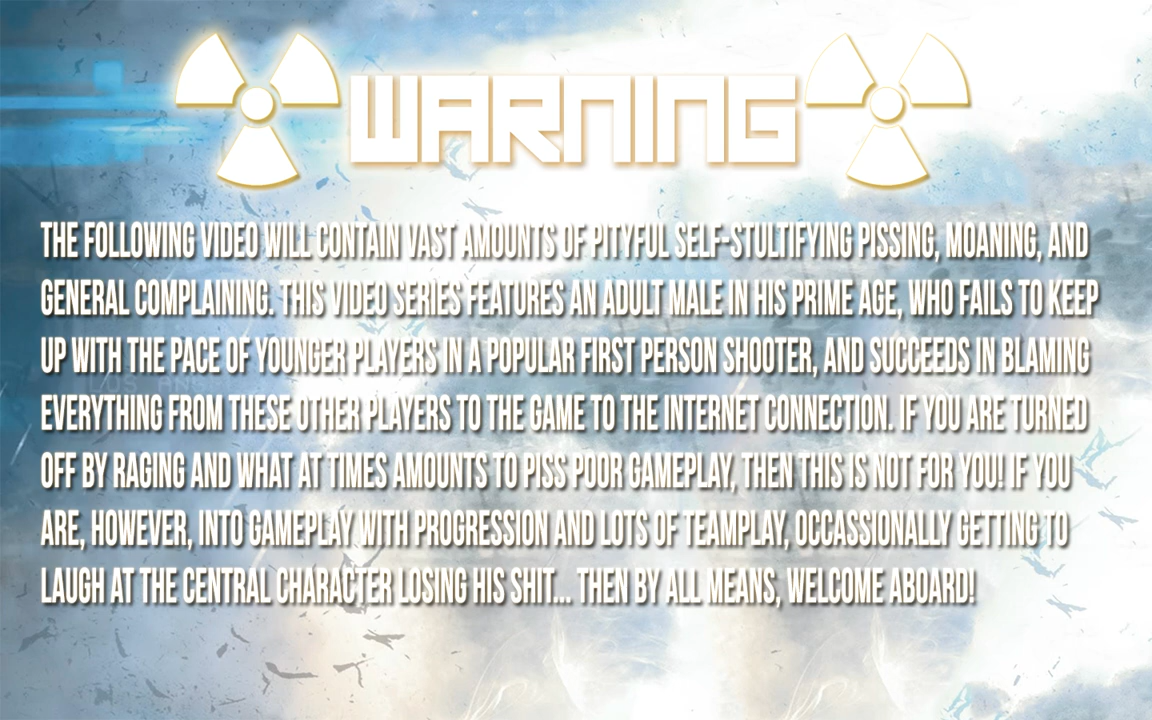 WARNING
THE FOLLOWING VIDEO WILL CONTAIN VAST AMOUNTS OF PITYFUL SELF-STULTIFYING PISSING, MOANING, AND
GENERAL COMPLAINING. THIS VIDEO SERIES FEATURES AN ADULT MALE IN HIS PRIME AGE, WHO FAILS TO KEEP
UP WITH THE PACE OF YOUNGER PLAYERS IN A POPULAR FIRST PERSON SHOOTER, AND SUCCEEDS IN BLAMING
EVERYTHING FROM THESE OTHER PLAYERS TO THE GAME TO THE INTERNET CONNECTION. IF YOU ARE TURNED
OFF BY RAGING AND WHAT AT TIMES AMOUNTS TO PISS POOR GAMEPLAY, THEN THIS IS NOT FOR YOU! IF YOU
ARE, HOWEVER, INTO GAMEPLAY WITH PROGRESSION AND LOTS OF TEAMPLAY, OCCASSIONALLY GETTING TO
LAUGH AT THE CENTRAL CHARACTER LOSING HIS SHIT... THEN BY ALL MEANS, WELCOME ABOARD!